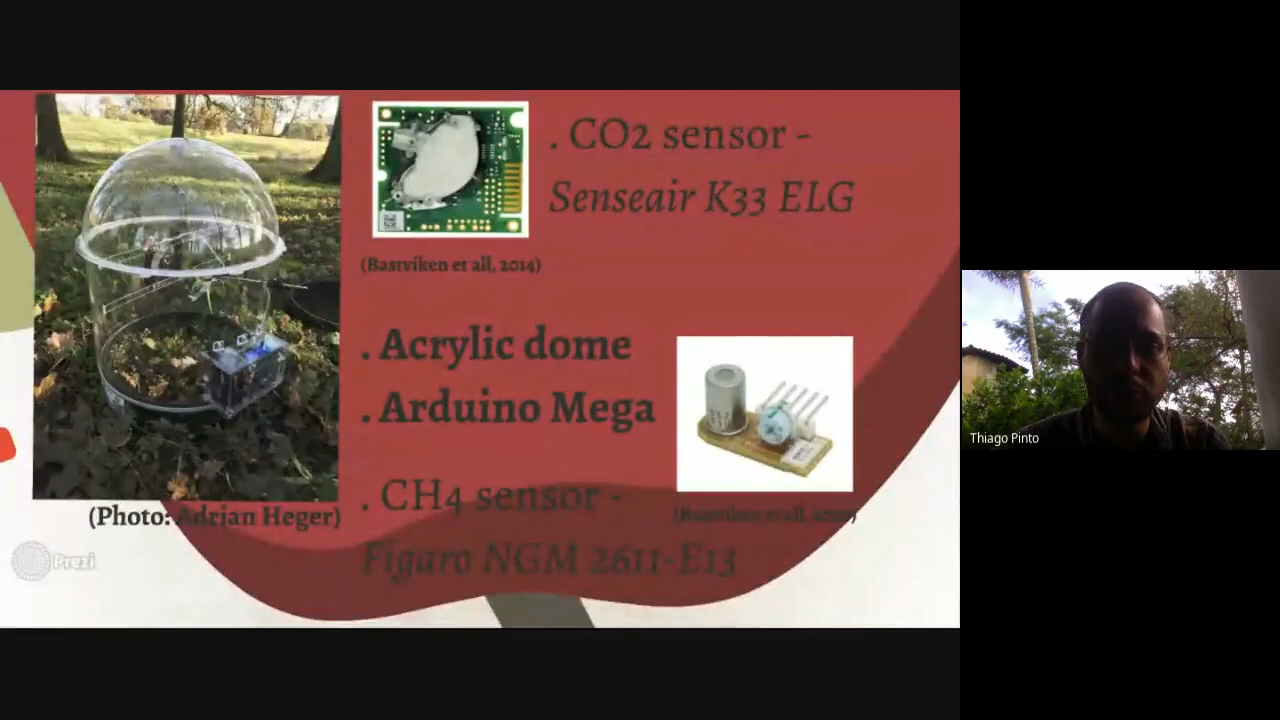 . CO2 sensor -
Senseair K33 ELG
(Bastviken et all, 2014)
. Acrylic dome
. Arduino Mega
. CH4 sensor -
Figaro NGM 2611-E13
(Photo: Adrian Heger)
Prezi
Thiago Pinto